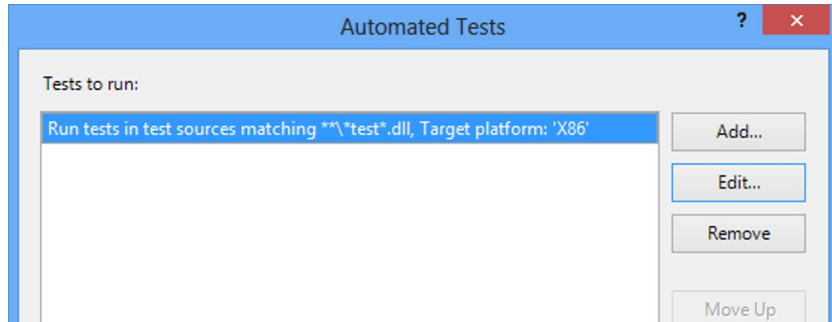 Automated Tests ? ×
Tests to run:
Run tests in test sources matching **\*test*.dll, Target platform: 'X86'
Add...
Edit...
Remove
Move Up